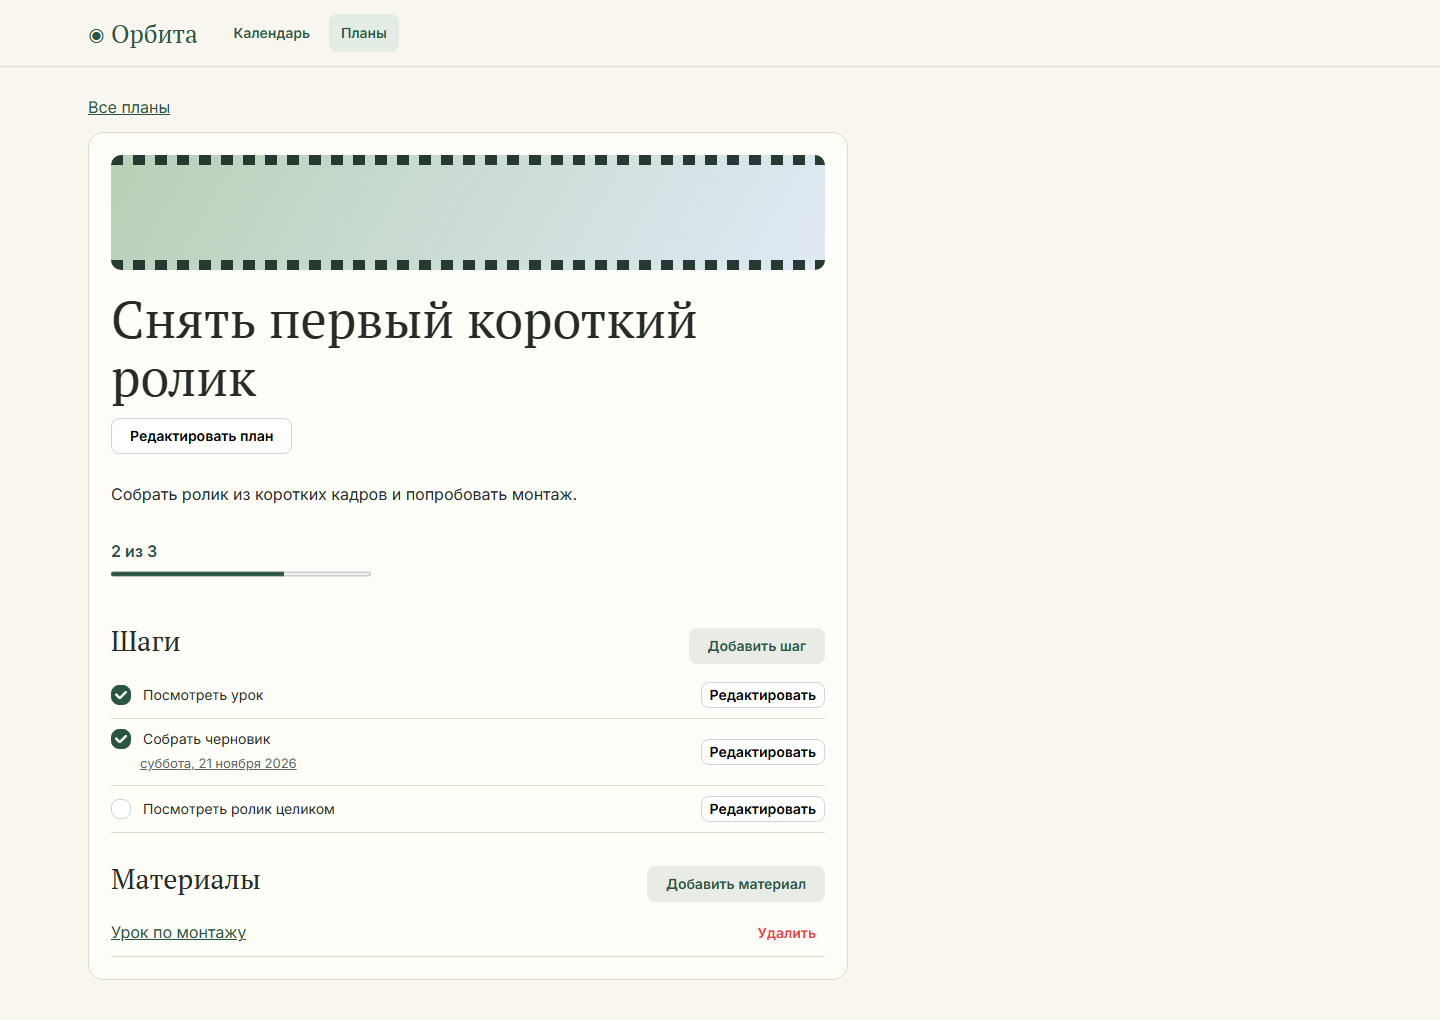 Орбита
Календарь
Планы
Все планы
Снять первый короткий
ролик
Редактировать план
Собрать ролик из коротких кадров и попробовать монтаж.
2 из 3
Шаги
Добавить шаг
Посмотреть урок
Редактировать
Собрать черновик
суббота, 21 ноября 2026
Редактировать
Посмотреть ролик целиком
Редактировать
Материалы
Добавить материал
Урок по монтажу
Удалить